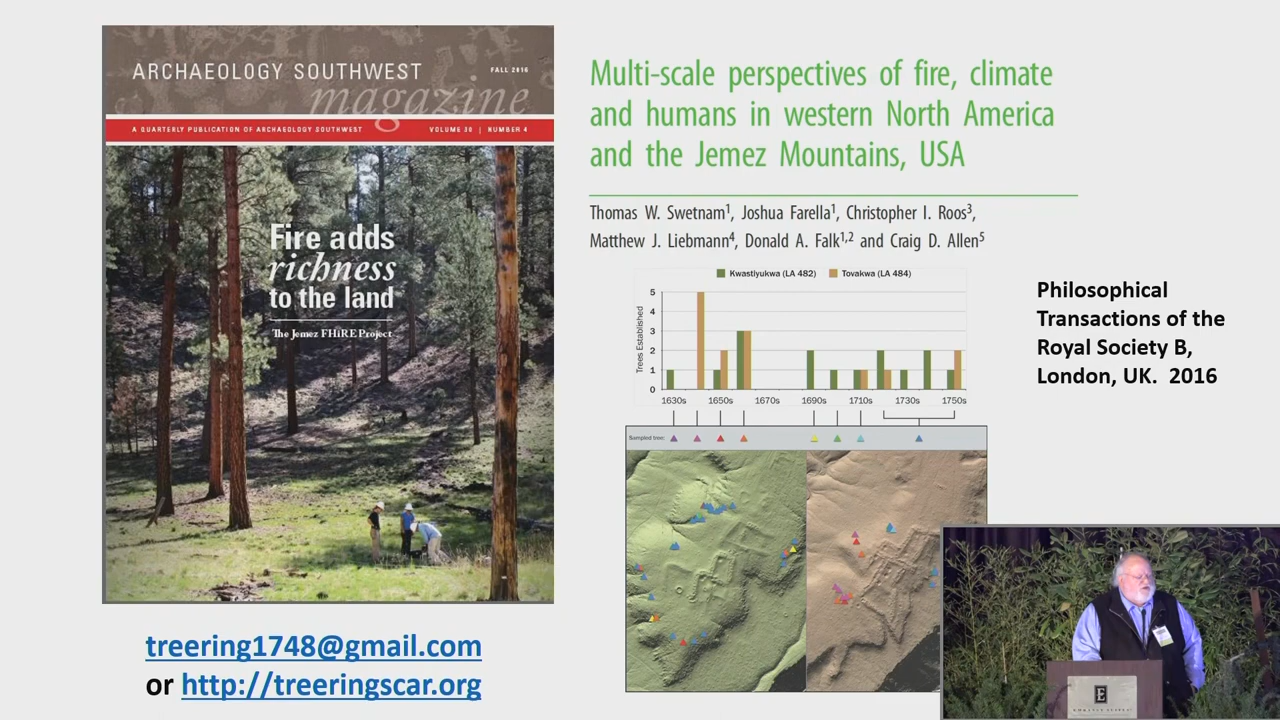 ARCHAEOLOGY SOUTHWEST
FALL 2016
magazine
A QUARTERLY PUBLICATION OF ARCHAEOLOGY SOUTHWEST
VOLUME 30 | NUMBER 4
Fire adds
richness
to the land
The Jemez FHiRE Project
treering1748@gmail.com
or http://treeringscar.org
Multi-scale perspectives of fire, climate
and humans in western North America
and the Jemez Mountains, USA
Thomas W. Swetnam1, Joshua Farella1, Christopher I. Roos3,
Matthew J. Liebmann4, Donald A. Falk1,2 and Craig D. Allen5
Kwastiyukwa (LA 482)
Tovakwa (LA 484)
Trees Established
5
4
3
2
1
0
1630s 1650s 1670s 1690s 1710s 1730s 1750s
Sampled tree:
Philosophical
Transactions of the
Royal Society B,
London, UK. 2016
E